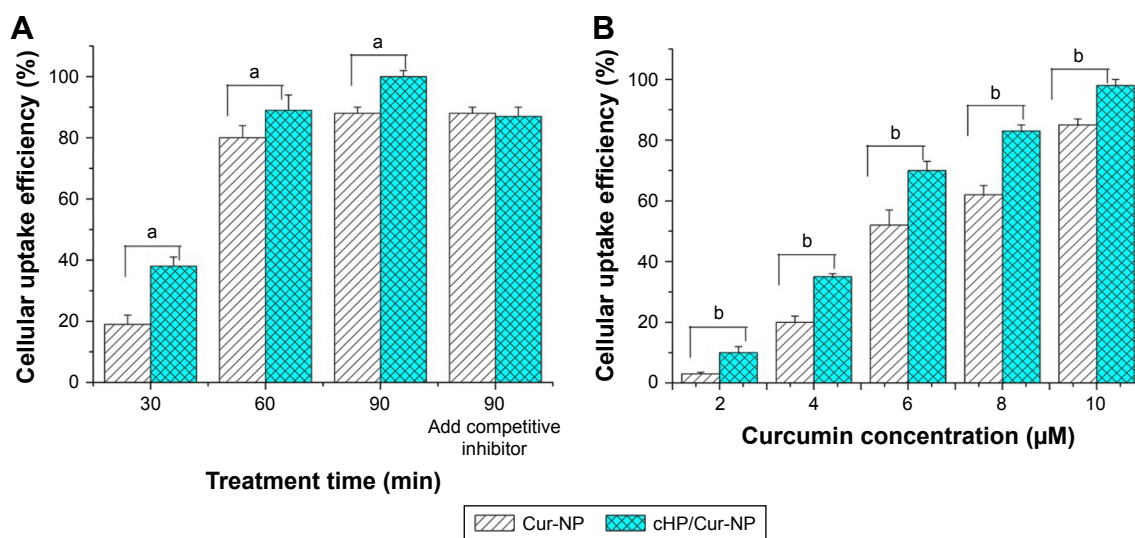 A
Cellular uptake efficiency (%)
100
80
60
40
20
0
a
a
a
30
60
90
90
Add competitive
inhibitor
Treatment time (min)
B
Cellular uptake efficiency (%)
100
80
60
40
20
0
b
b
b
b
b
2
4
6
8
10
Curcumin concentration (µM)
Cur-NP
cHP/Cur-NP